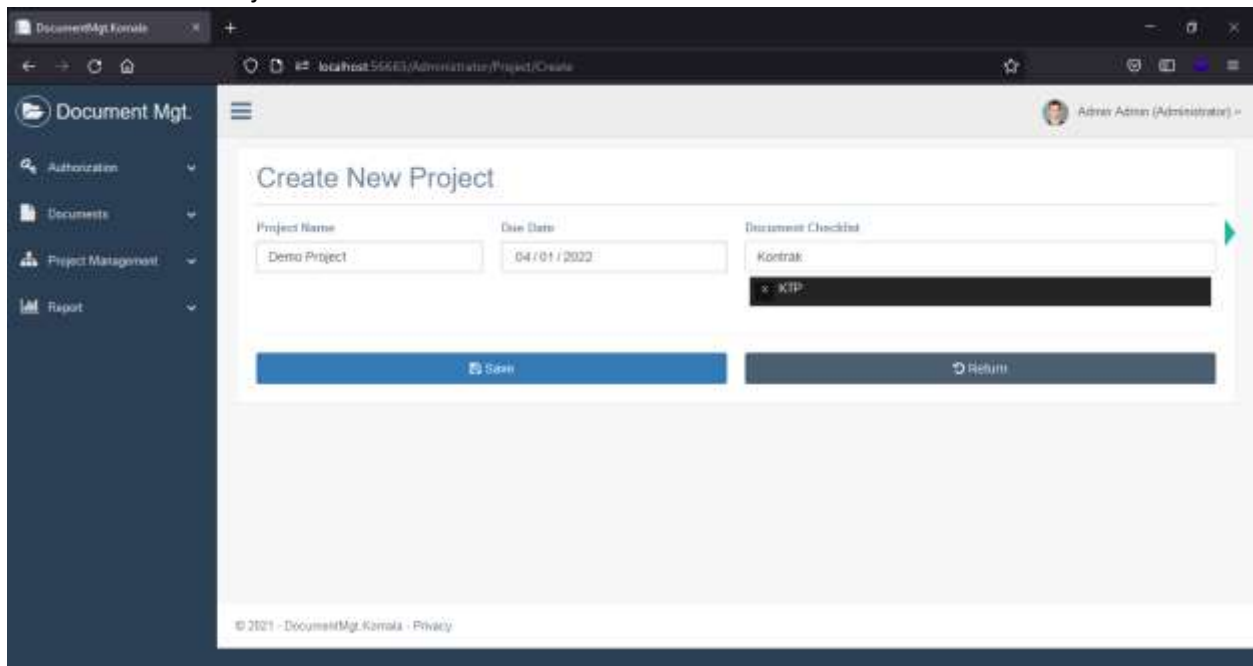 DocumentMgt.Komala
localhost:56663/Administrator/Project/Create
Document Mgt.
Admin Admin (Administrator)
Authorization
Documents
Project Management
Report
Create New Project
Project Name
Due Date
Document Checklist
Demo Project
04 / 01 / 2022
Kontrak
× KTP
Save
Return
© 2021 - DocumentMgt.Komala - Privacy